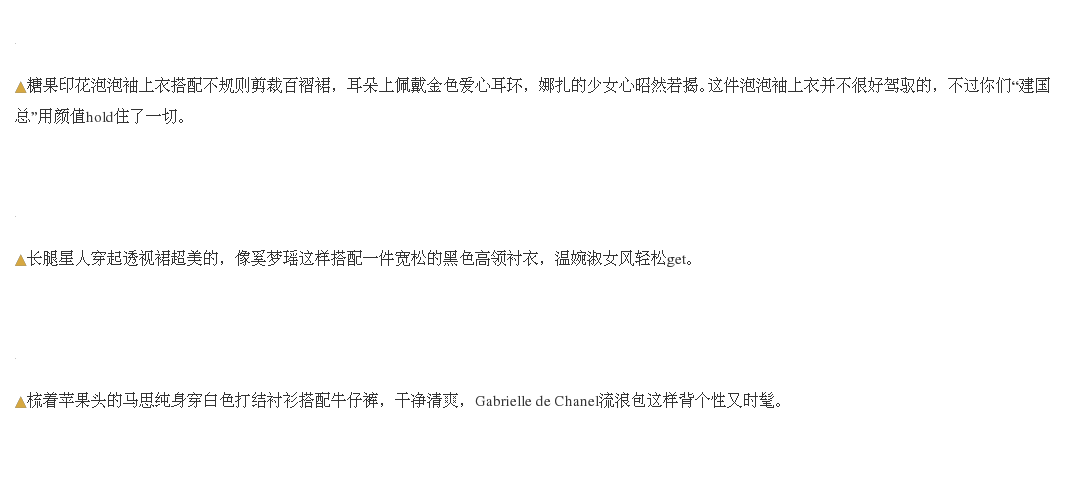 ▲糖果印花泡泡袖上衣搭配不规则剪裁百褶裙，耳朵上佩戴金色爱心耳环，娜扎的少女心昭然若揭。这件泡泡袖上衣并不很好驾驭的，不过你们“建国
总”用颜值hold住了一切。
▲长腿星人穿起透视裙超美的，像奚梦瑶这样搭配一件宽松的黑色高领衬衣，温婉淑女风轻松get。
▲梳着苹果头的马思纯身穿白色打结衬衫搭配牛仔裤，干净清爽，Gabrielle de Chanel流浪包这样背个性又时髦。